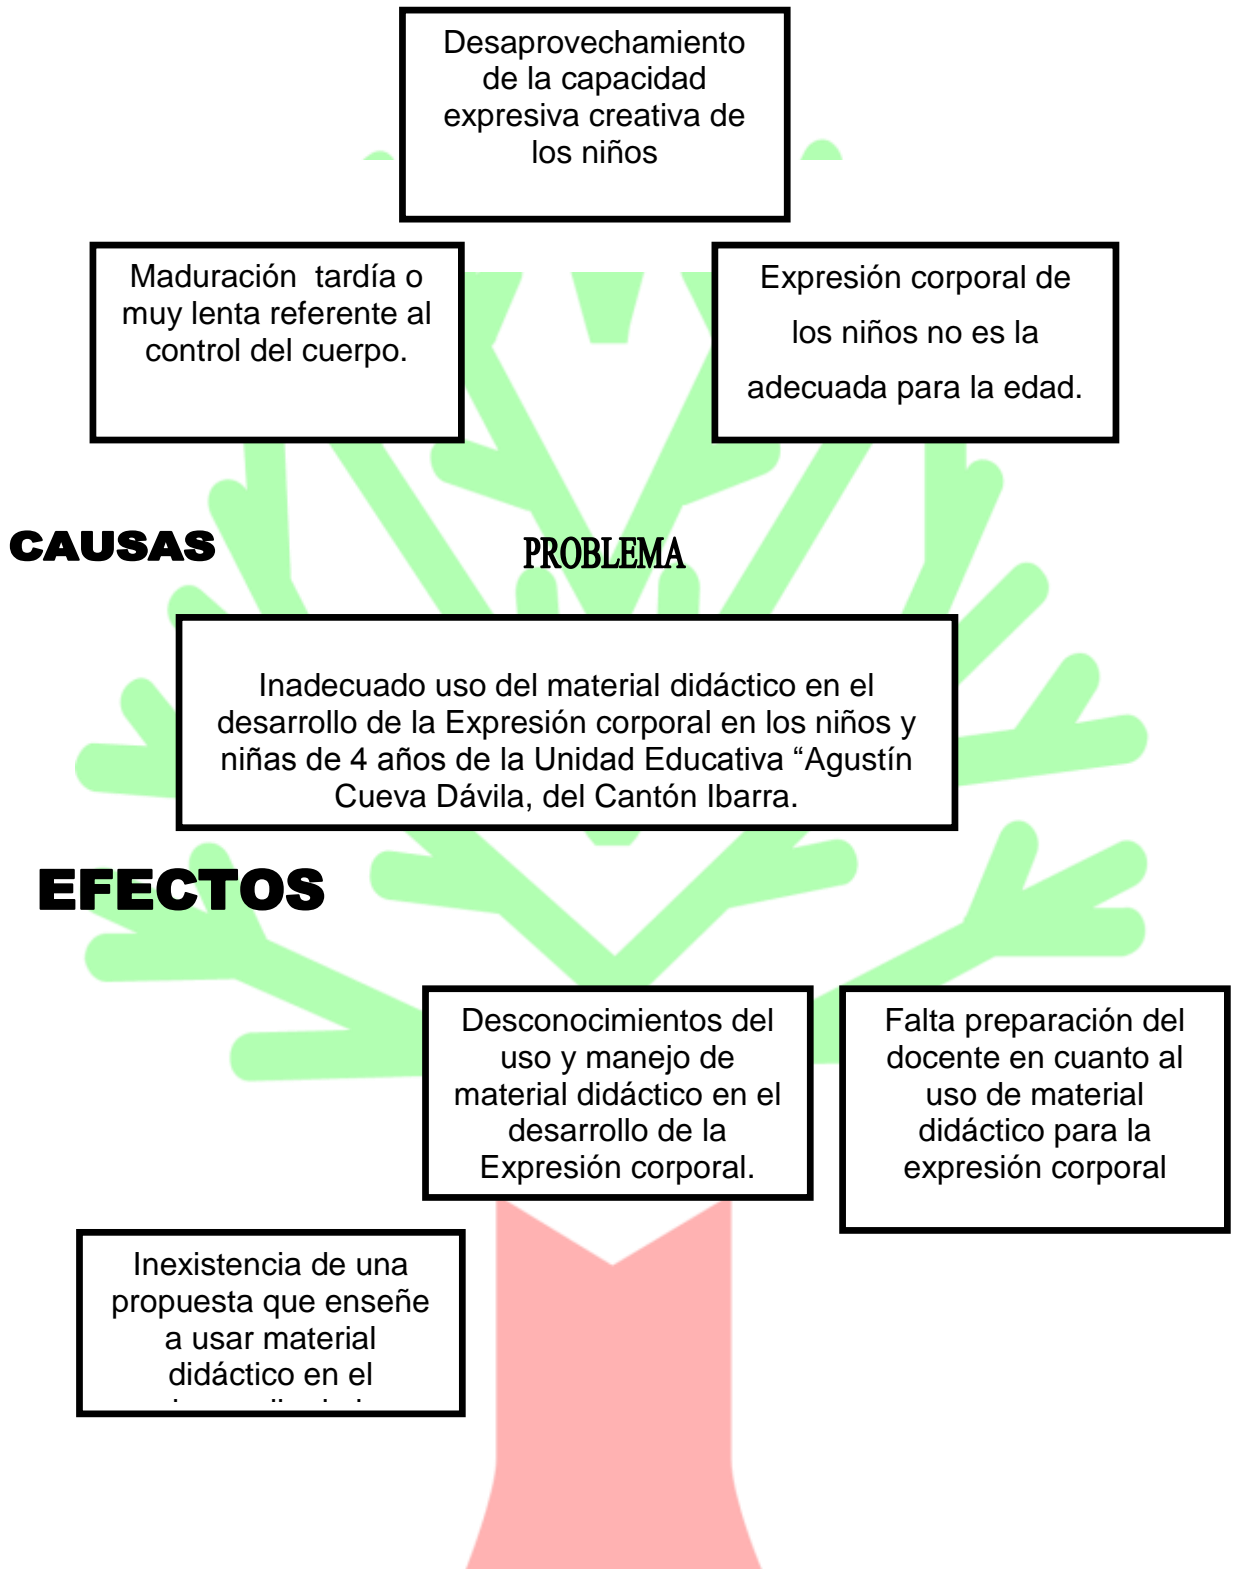 Desaprovechamiento
de la capacidad
expresiva creativa de
los niños
Maduración  tardía o
muy lenta referente al
control del cuerpo.
Expresión corporal de
los niños no es la
adecuada para la edad.
CAUSAS
PROBLEMA
Inadecuado uso del material didáctico en el
desarrollo de la Expresión corporal en los niños y
niñas de 4 años de la Unidad Educativa “Agustín
Cueva Dávila, del Cantón Ibarra.
EFECTOS
Desconocimientos del
uso y manejo de
material didáctico en el
desarrollo de la
Expresión corporal.
Falta preparación del
docente en cuanto al
uso de material
didáctico para la
expresión corporal
Inexistencia de una
propuesta que enseñe
a usar material
didáctico en el